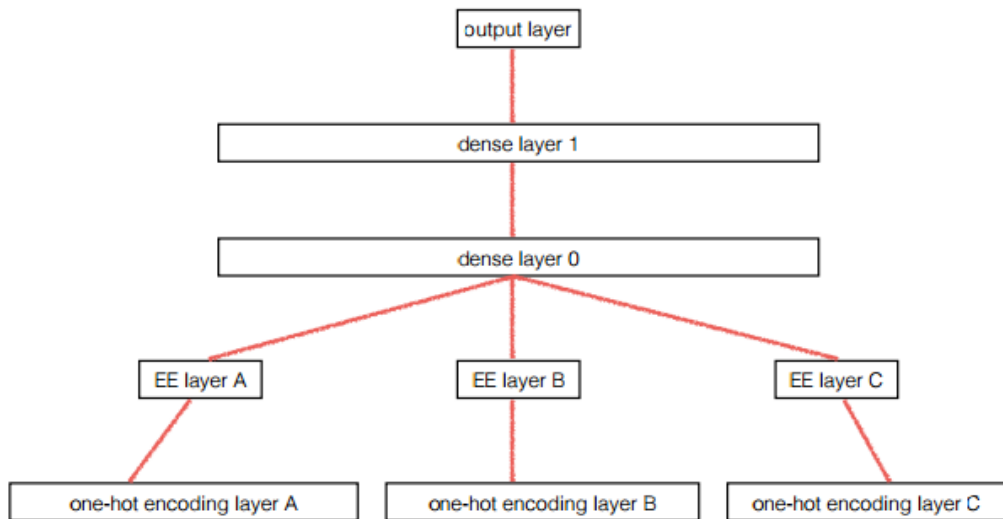 output layer
dense layer 1
dense layer 0
EE layer A
EE layer B
EE layer C
one-hot encoding layer A
one-hot encoding layer B
one-hot encoding layer C